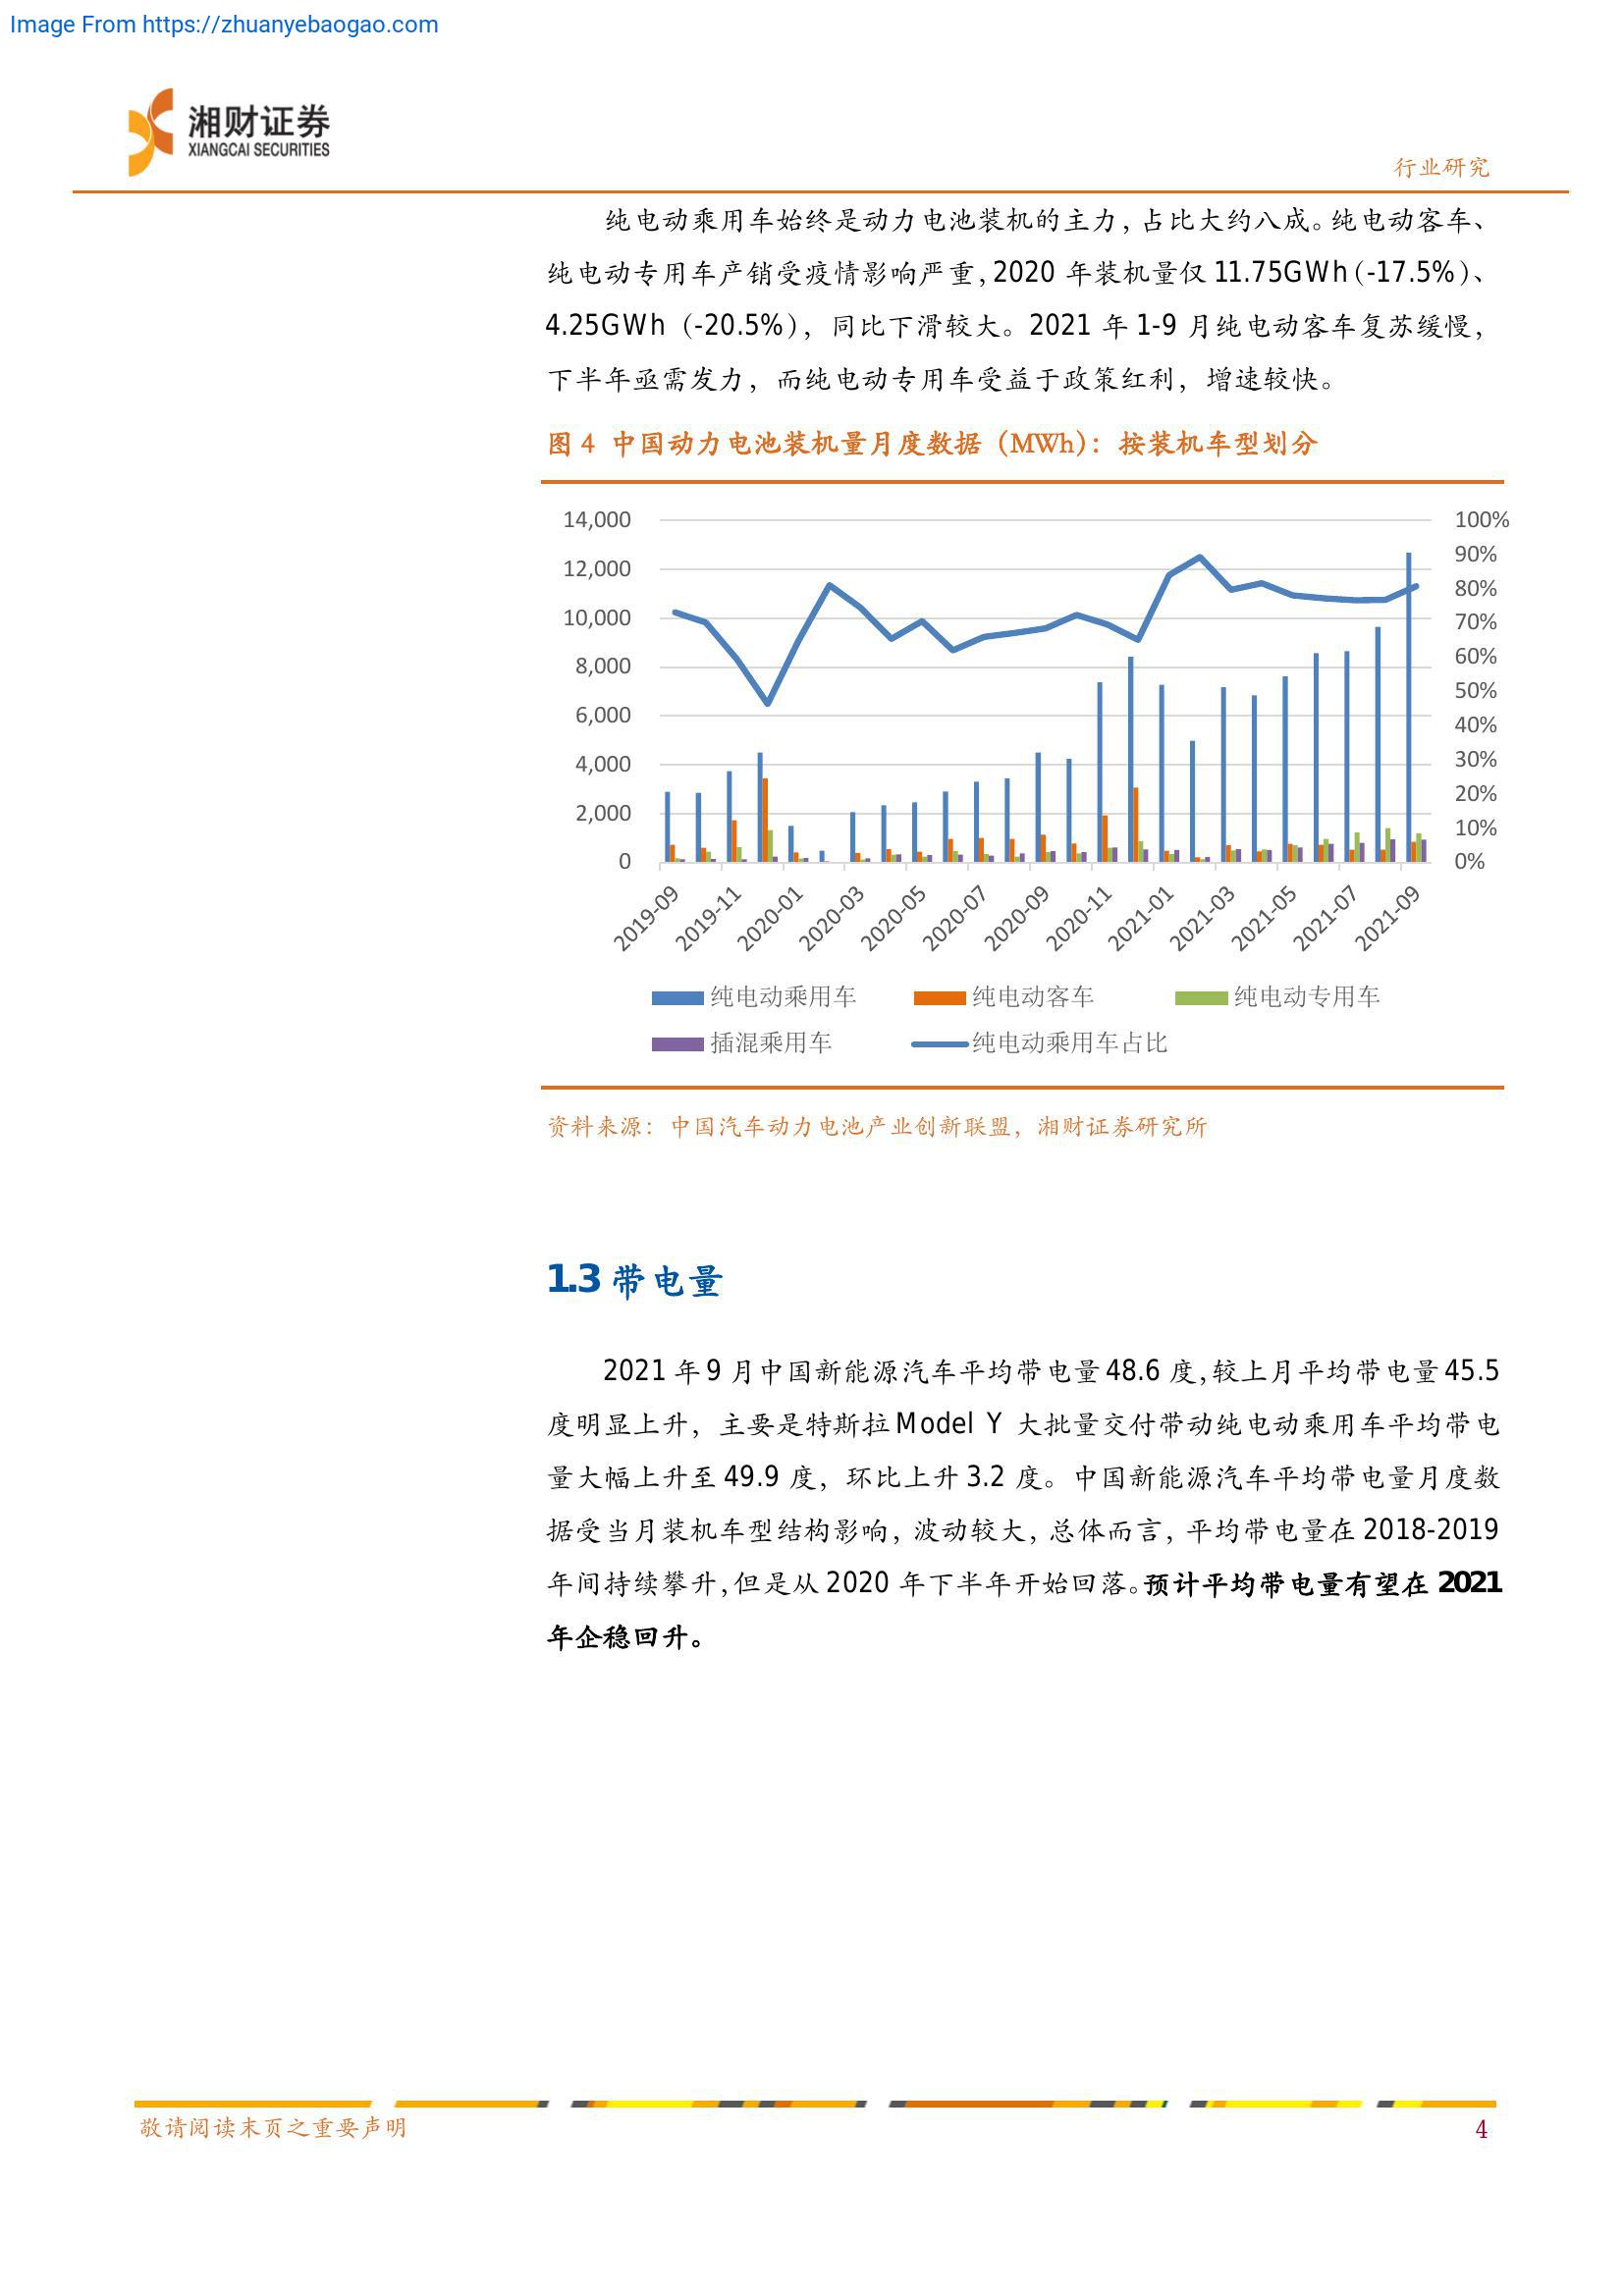 Image From https://zhuanyebaogao.com
湘财证券
XIANGCAI SECURITIES
行业研究
纯电动乘用车始终是动力电池装机的主力，占比大约八成。纯电动客车、
纯电动专用车产销受疫情影响严重，2020 年装机量仅 11.75GWh（-17.5%）、
4.25GWh（-20.5%），同比下滑较大。2021 年 1-9 月纯电动客车复苏缓慢，
下半年亟需发力，而纯电动专用车受益于政策红利，增速较快。
图 4 中国动力电池装机量月度数据（MWh）：按装机车型划分
14,000
12,000
10,000
8,000
6,000
4,000
2,000
0
100%
90%
80%
70%
60%
50%
40%
30%
20%
10%
0%
2019-09
2019-11
2020-01
2020-03
2020-05
2020-07
2020-09
2020-11
2021-01
2021-03
2021-05
2021-07
2021-09
纯电动乘用车 纯电动客车 纯电动专用车
插混乘用车 纯电动乘用车占比
资料来源：中国汽车动力电池产业创新联盟，湘财证券研究所
1.3 带电量
2021 年 9 月中国新能源汽车平均带电量 48.6 度，较上月平均带电量 45.5
度明显上升，主要是特斯拉 Model Y 大批量交付带动纯电动乘用车平均带电
量大幅上升至 49.9 度，环比上升 3.2 度。中国新能源汽车平均带电量月度数
据受当月装机车型结构影响，波动较大，总体而言，平均带电量在 2018-2019
年间持续攀升，但是从 2020 年下半年开始回落。预计平均带电量有望在 2021
年企稳回升。
敬请阅读末页之重要声明
4